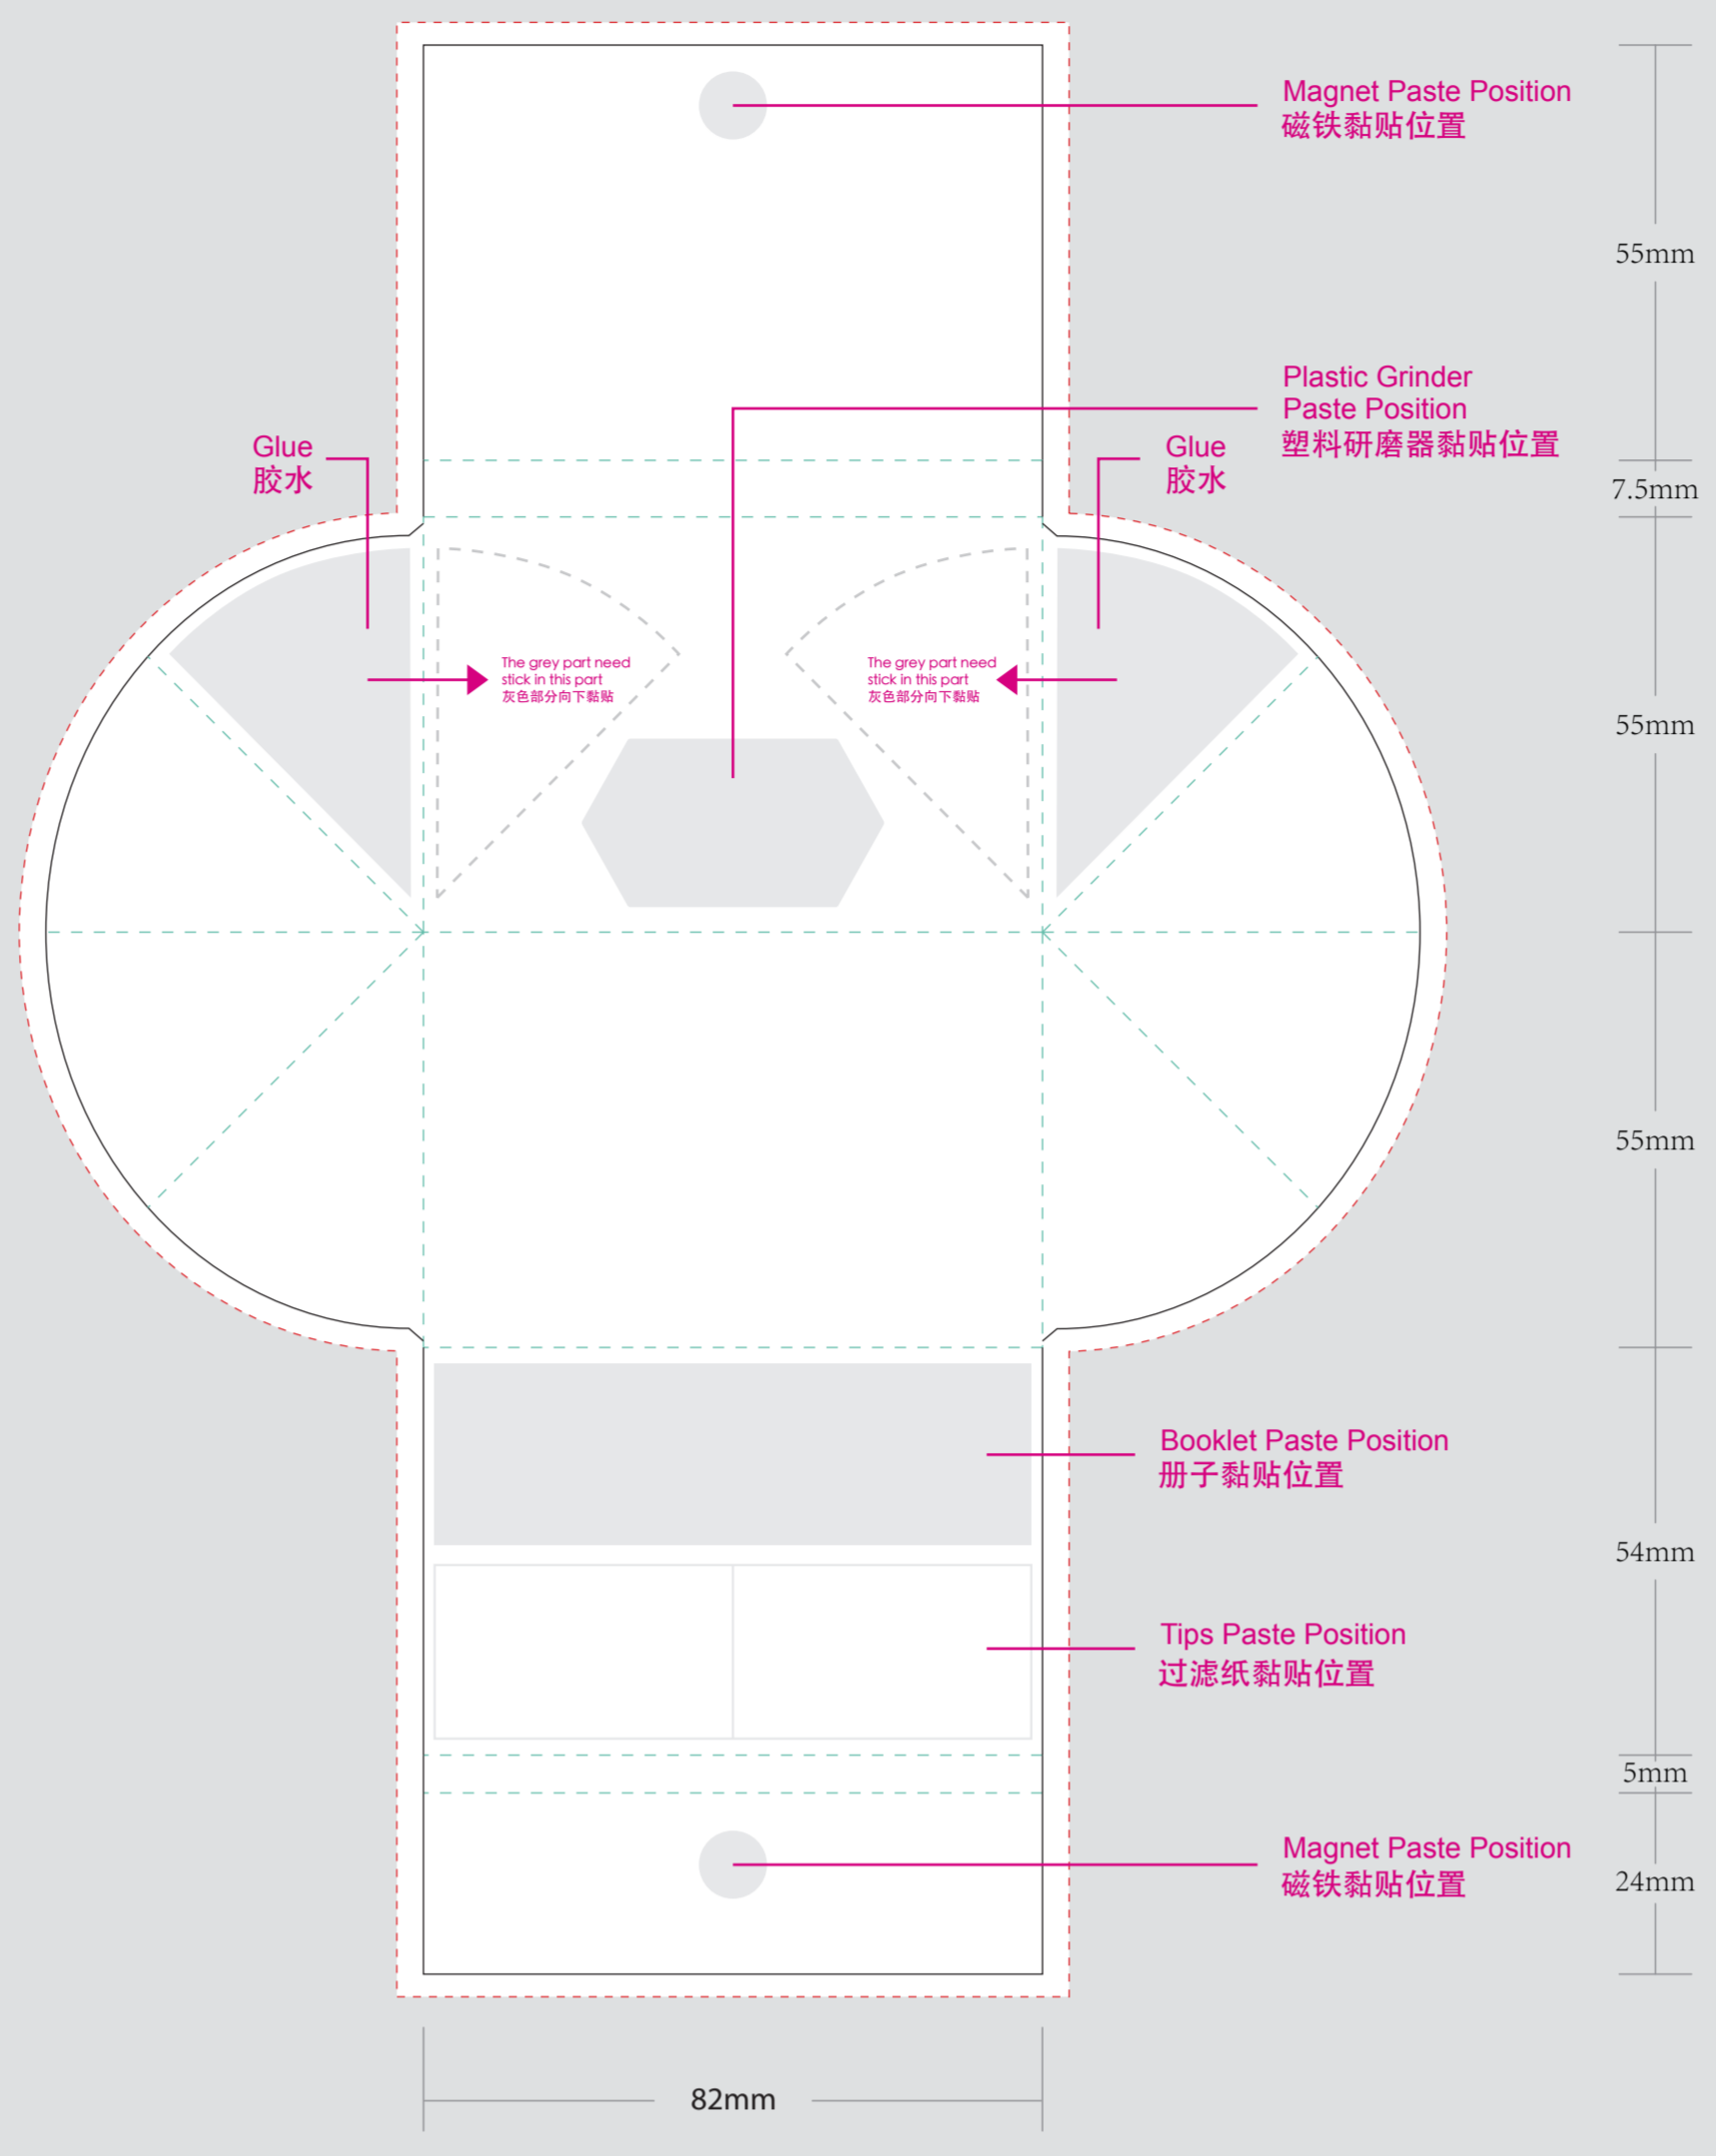 Magnet Paste Position
磁铁黏贴位置
55mm
Plastic Grinder
Paste Position
塑料研磨器黏贴位置
Glue
胶水
Glue
胶水
7.5mm
The grey part need
stick in this part
灰色部分向下黏贴
The grey part need
stick in this part
灰色部分向下黏贴
55mm
55mm
Booklet Paste Position
册子黏贴位置
54mm
Tips Paste Position
过滤纸黏贴位置
5mm
Magnet Paste Position
磁铁黏贴位置
24mm
82mm